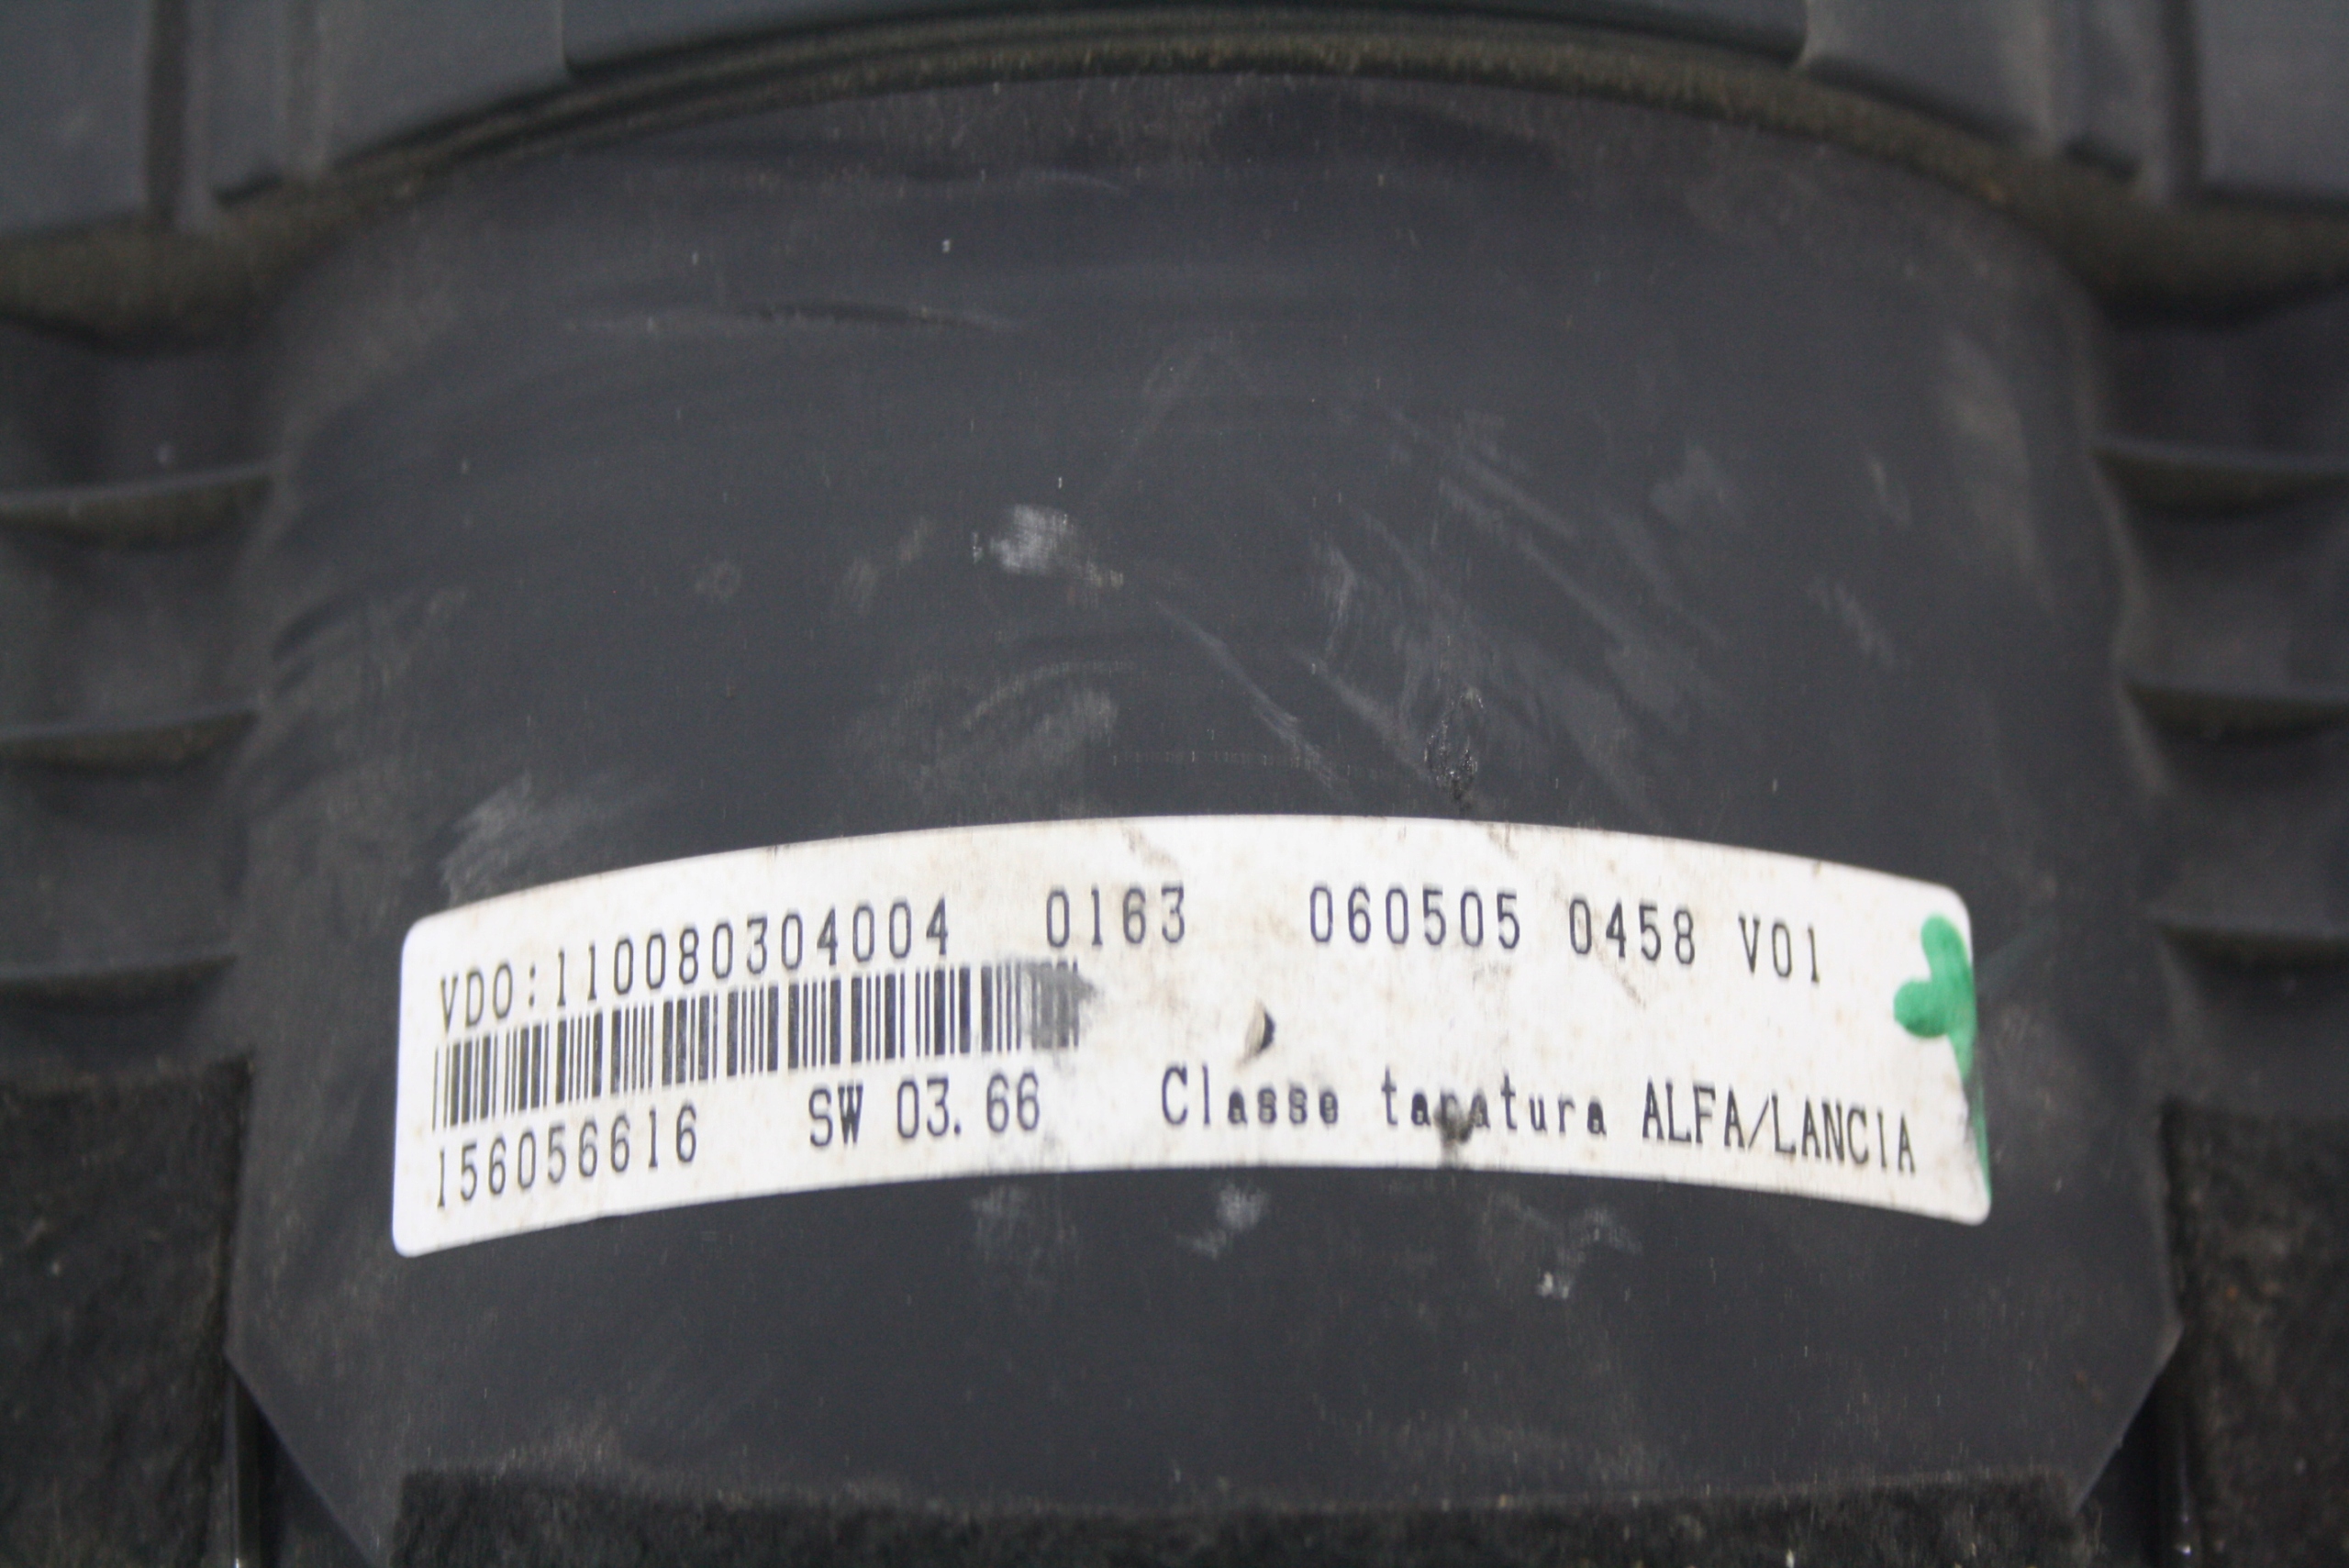 VDO:110080304004 0163 060505 0458 V01
156056616 SW 03.66 Classe taratura ALFA/LANCIA